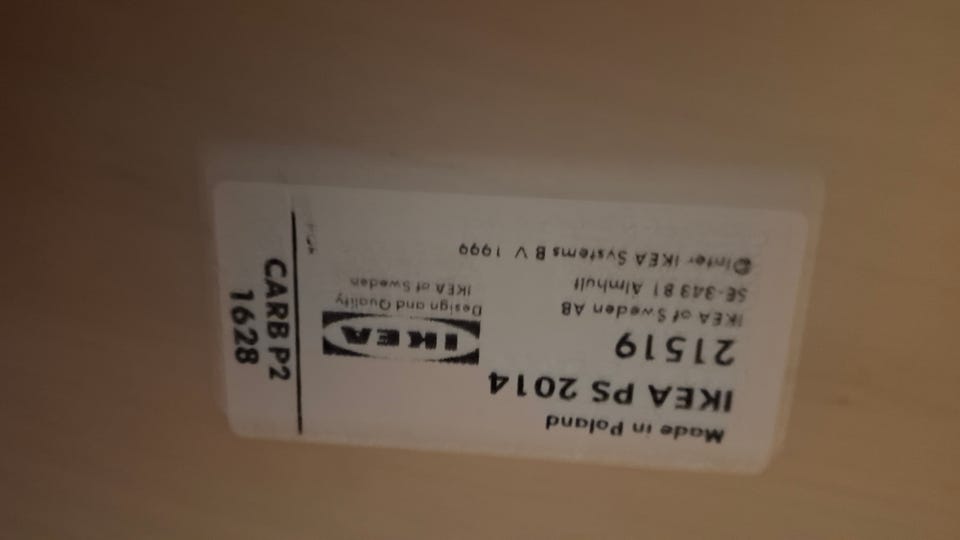 Made in Poland
IKEA PS 2014
21519
IKEA of Sweden AB
SE-343 81 Älmhult
©Inter IKEA Systems B V 1999
IKEA
Design and Quality
IKEA of Sweden
CARB P2
1628